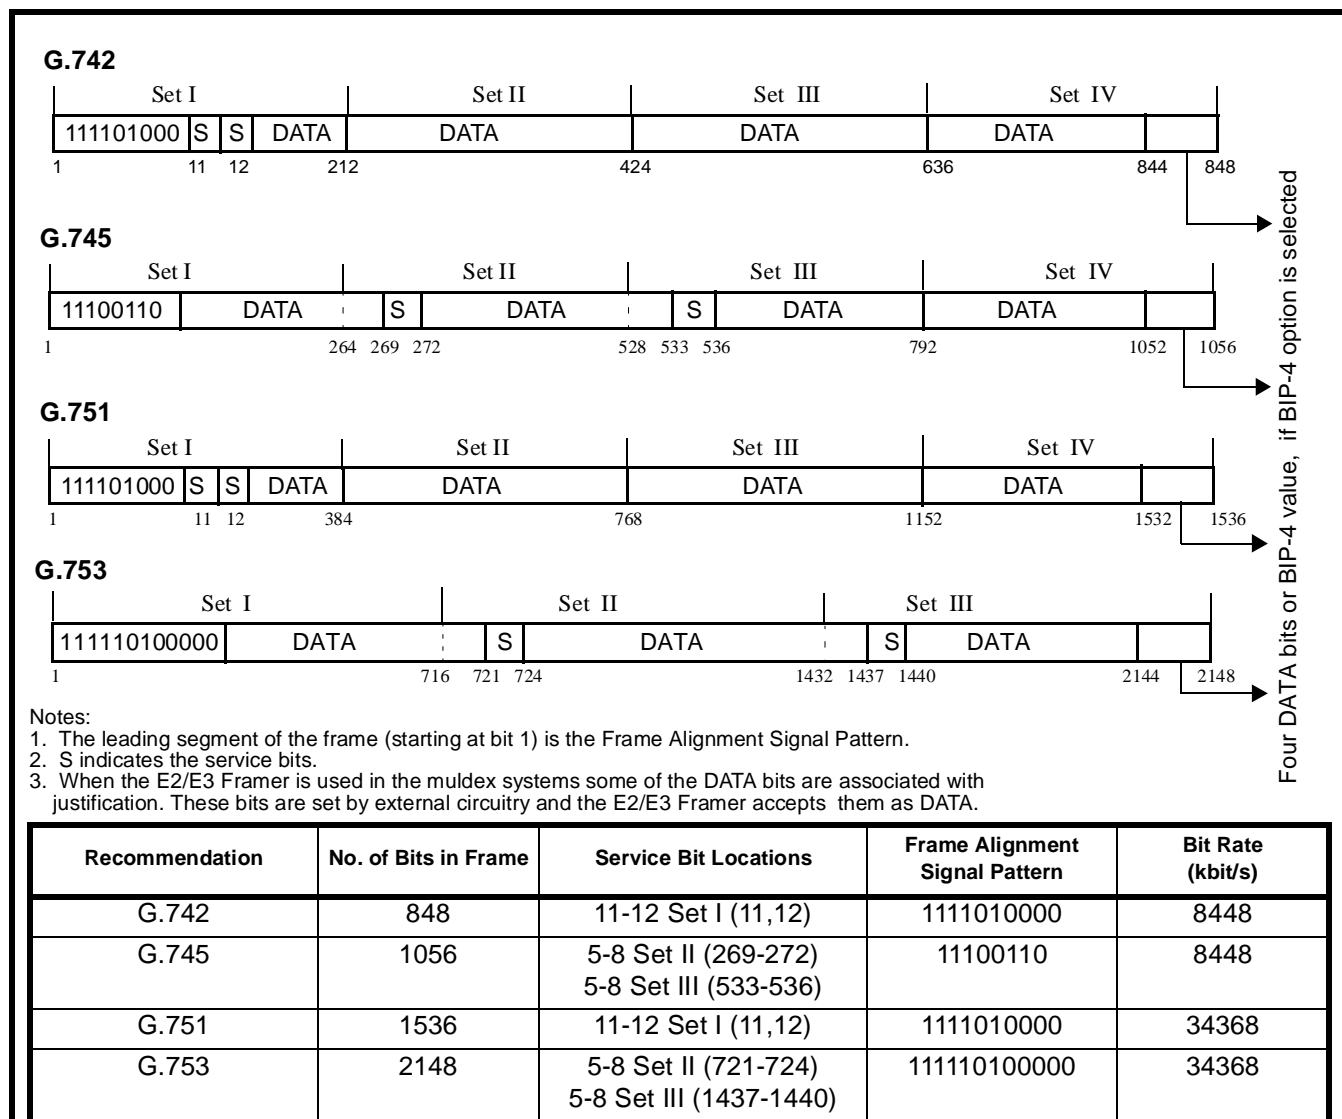 G.742
Set I Set II Set III Set IV
111101000 S S DATA DATA DATA DATA
1 11 12 212 424 636 844 848
G.745
Set I Set II Set III Set IV
11100110 DATA S DATA S DATA DATA
1 264 269 272 528 533 536 792 1052 1056
G.751
Set I Set II Set III Set IV
111101000 S S DATA DATA DATA DATA
1 11 12 384 768 1152 1532 1536
G.753
Set I Set II Set III
111110100000 DATA S DATA S DATA
1 716 721 724 1432 1437 1440 2144 2148
Four DATA bits or BIP-4 value, if BIP-4 option is selected
Notes:
1. The leading segment of the frame (starting at bit 1) is the Frame Alignment Signal Pattern.
2. S indicates the service bits.
3. When the E2/E3 Framer is used in the muldex systems some of the DATA bits are associated with
justification. These bits are set by external circuitry and the E2/E3 Framer accepts them as DATA.
Recommendation No. of Bits in Frame Service Bit Locations Frame Alignment Signal Pattern Bit Rate (kbit/s)
G.742 848 11-12 Set I (11,12) 1111010000 8448
G.745 1056 5-8 Set II (269-272) 11100110 8448
5-8 Set III (533-536)
G.751 1536 11-12 Set I (11,12) 1111010000 34368
G.753 2148 5-8 Set II (721-724) 111110100000 34368
5-8 Set III (1437-1440)